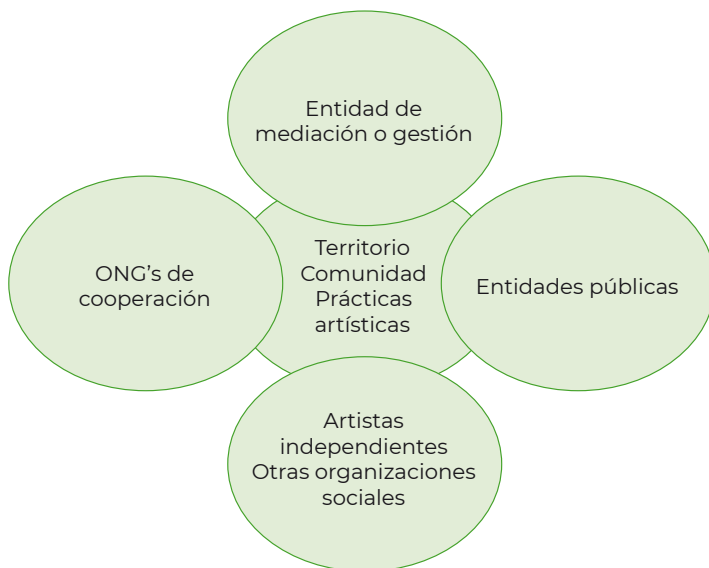 Entidad de
mediación o gestión
ONG’s de
cooperación
Territorio
Comunidad
Prácticas
artísticas
Entidades públicas
Artistas
independientes
Otras organizaciones
sociales